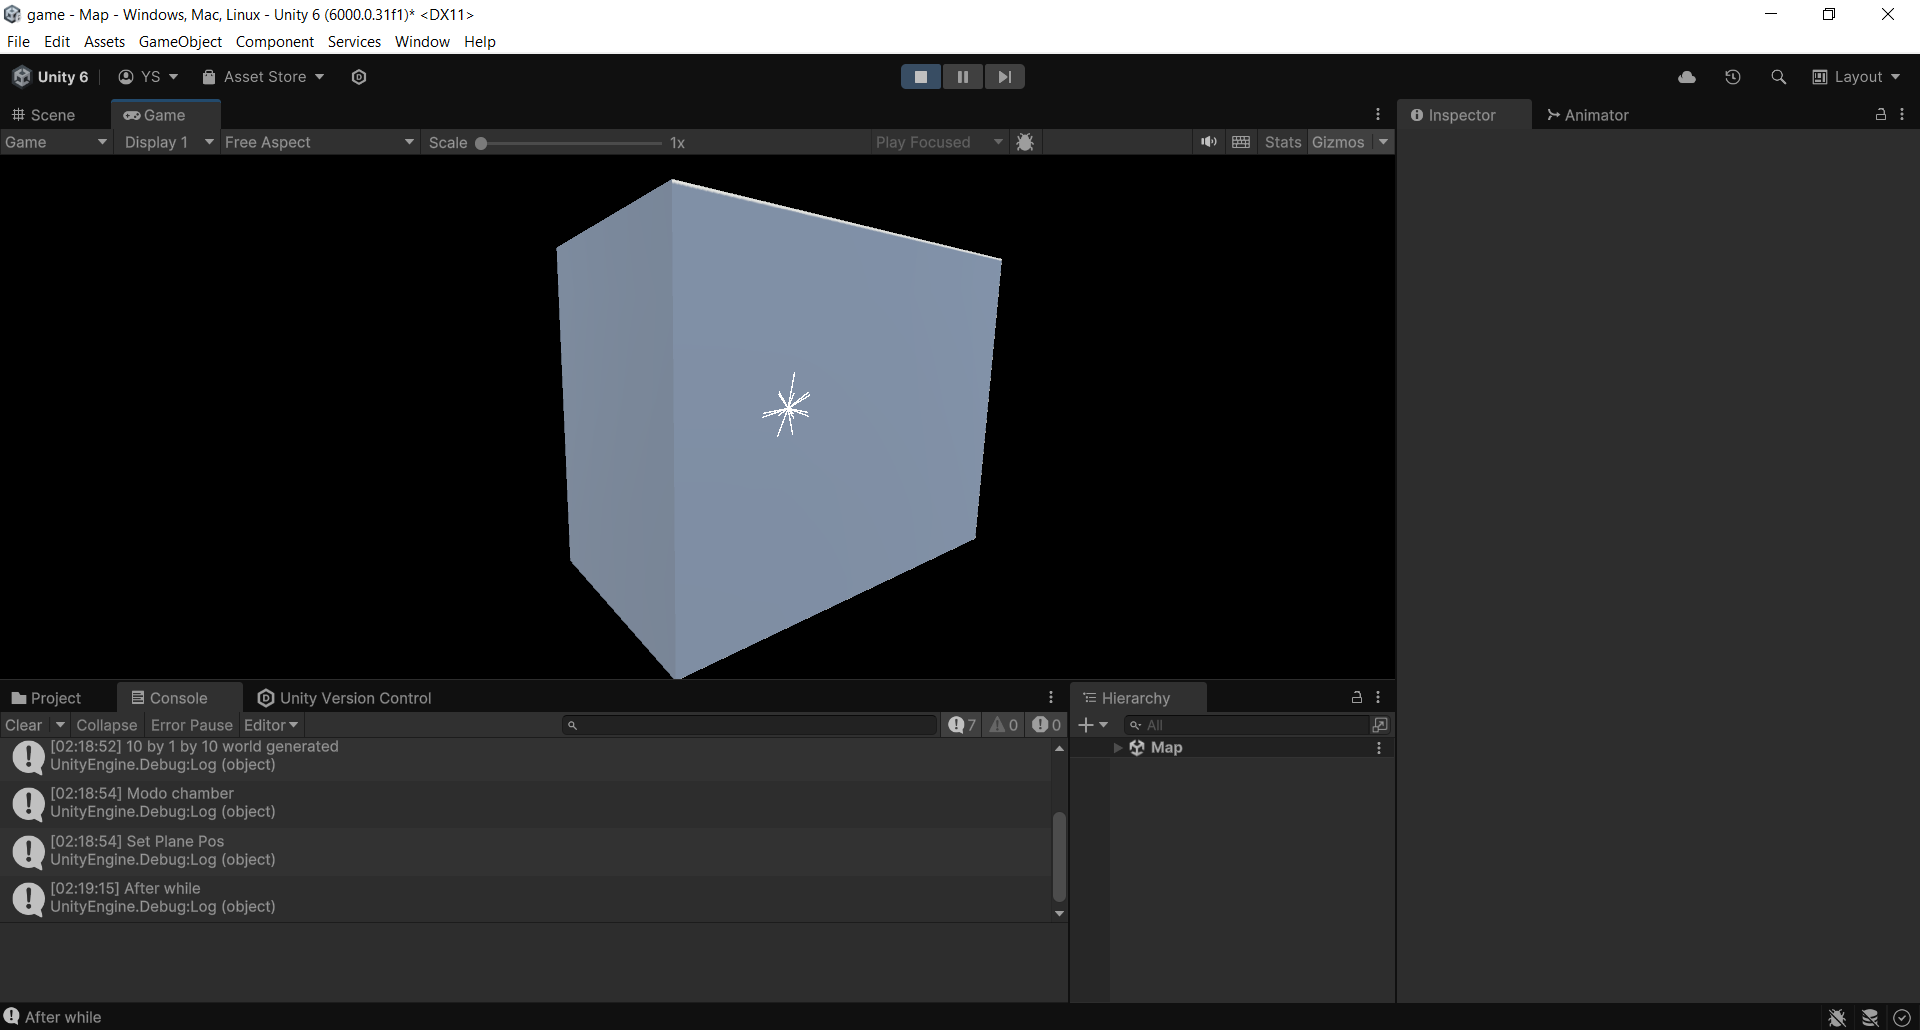 game - Map - Windows, Mac, Linux - Unity 6 (6000.0.31f1)* <DX11>
File Edit Assets GameObject Component Services Window Help
Unity 6 YS Asset Store Layout
Scene Game Inspector Animator
Game Display 1 Free Aspect Scale 1x Play Focused Stats Gizmos
Project Console Unity Version Control Hierarchy
Clear Collapse Error Pause Editor 7 0 0 All
[02:18:52] 10 by 1 by 10 world generated
UnityEngine.Debug:Log (object)
Map
[02:18:54] Modo chamber
UnityEngine.Debug:Log (object)
[02:18:54] Set Plane Pos
UnityEngine.Debug:Log (object)
[02:19:15] After while
UnityEngine.Debug:Log (object)
After while